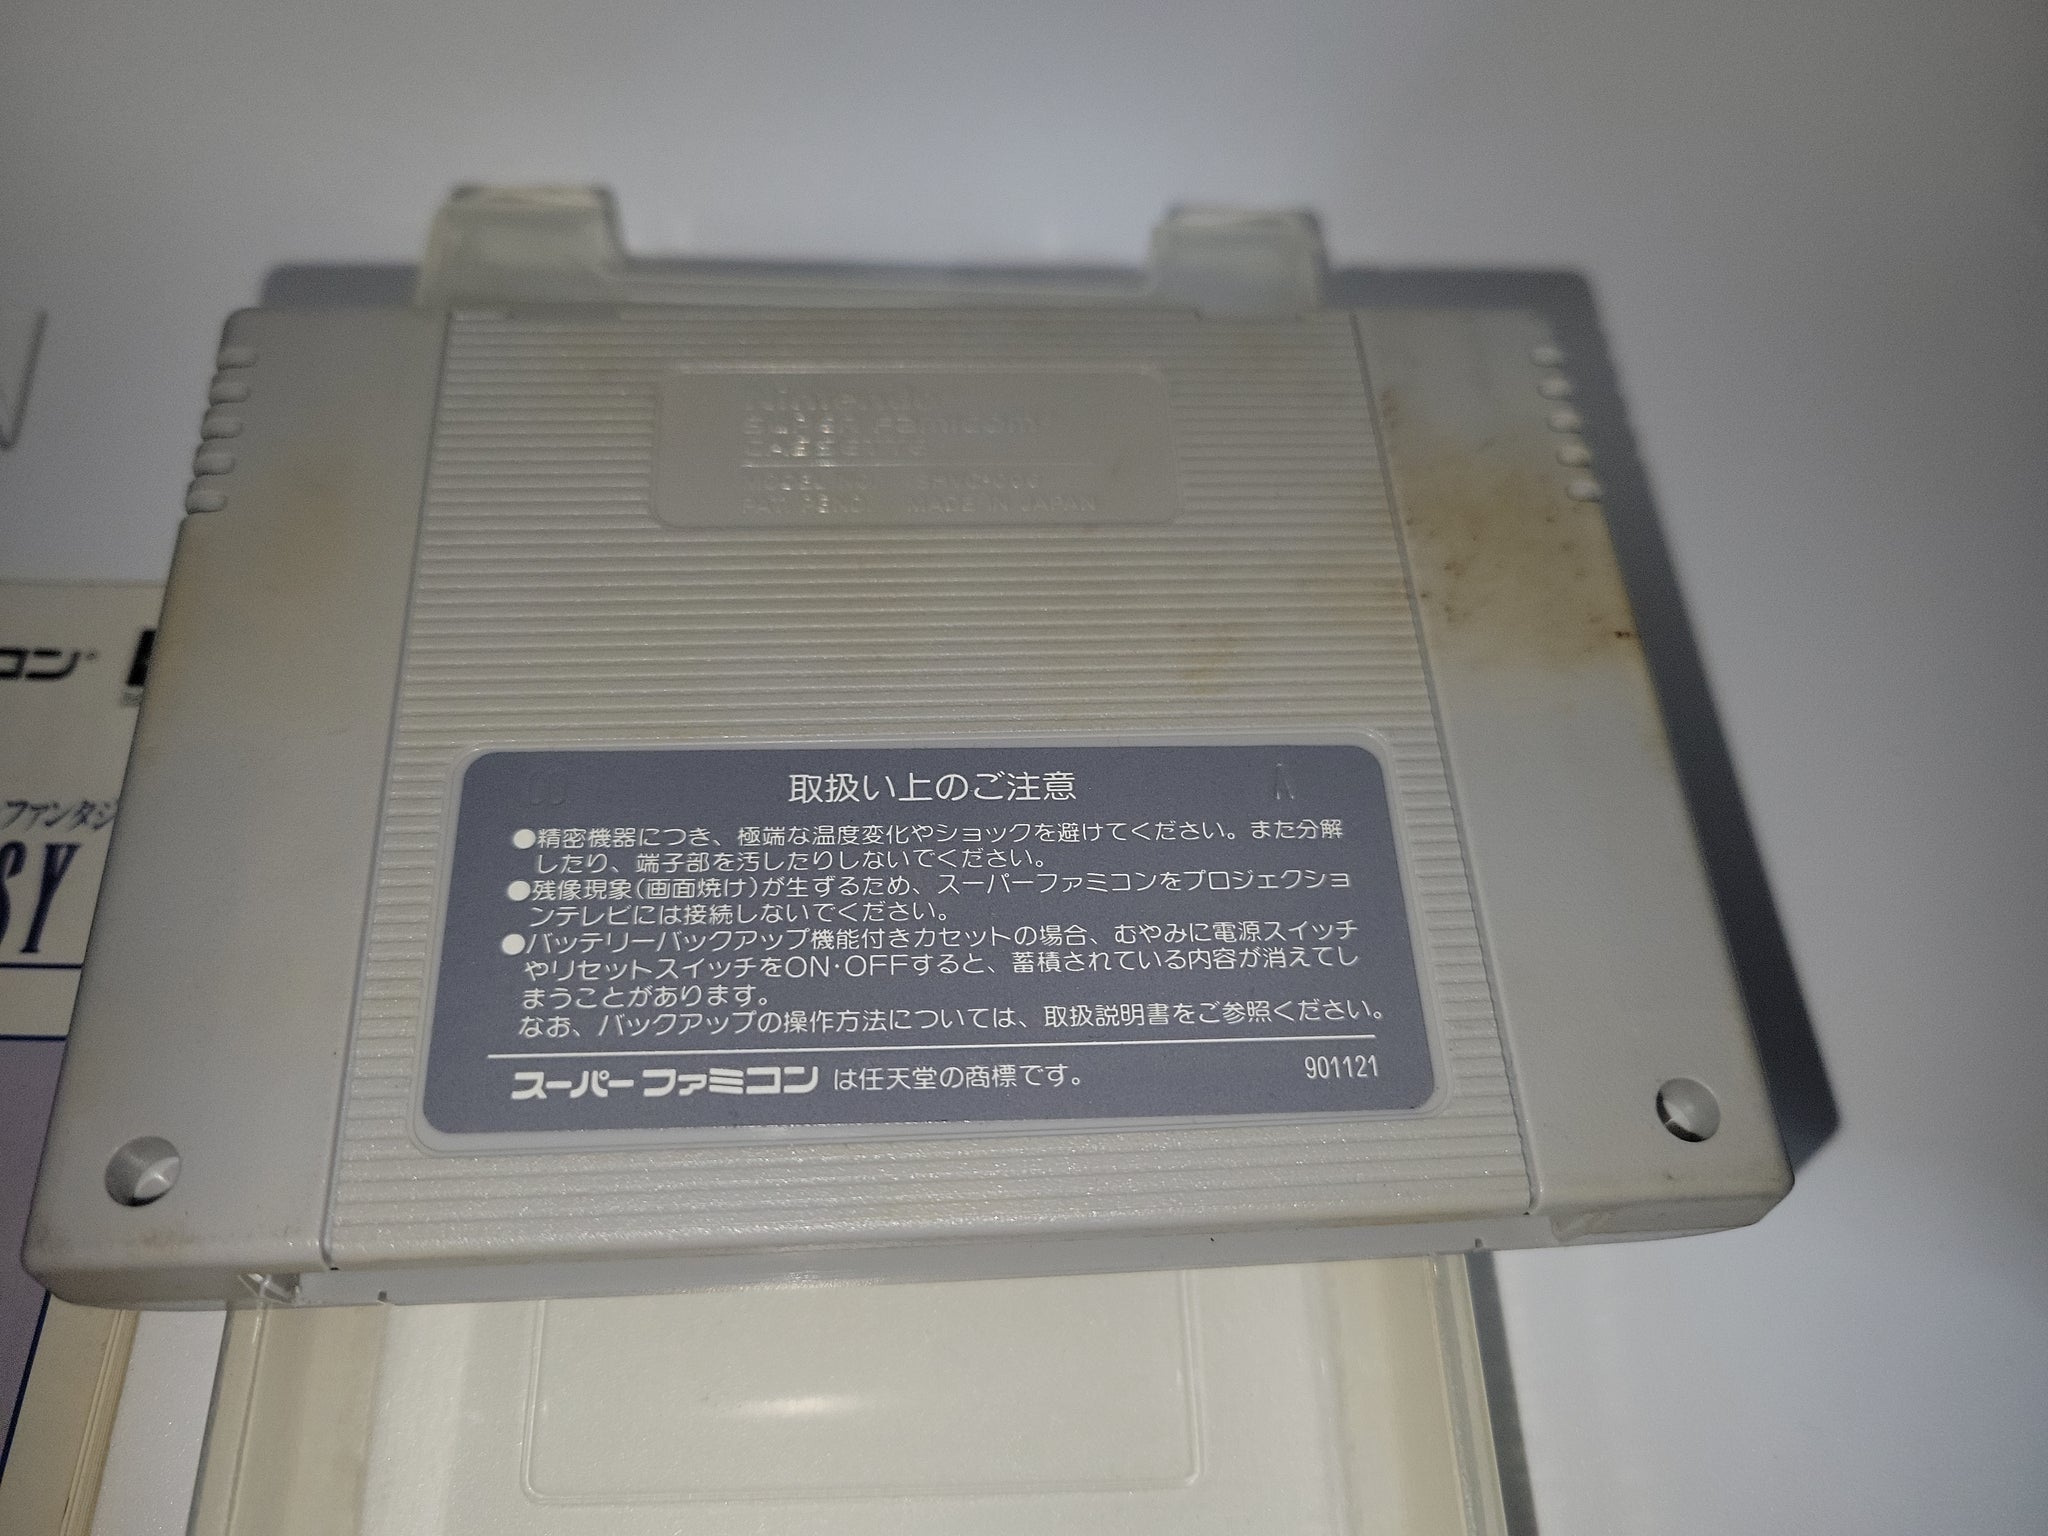 Nintendo
SUPER Famicom
CASSETTE
MODEL NO. SHVC-006
PAT. PEND. MADE IN JAPAN
コン
ファンタジ
SY
取扱い上のご注意
●精密機器につき、極端な温度変化やショックを避けてください。また分解
したり、端子部を汚したりしないでください。
●残像現象(画面焼け)が生ずるため、スーパーファミコンをプロジェクショ
ンテレビには接続しないでください。
●バッテリーバックアップ機能付きカセットの場合、むやみに電源スイッチ
やリセットスイッチをON·OFFすると、蓄積されている内容が消えてし
まうことがあります。
なお、バックアップの操作方法については、取扱説明書をご参照ください。
スーパーファミコン は任天堂の商標です。
901121